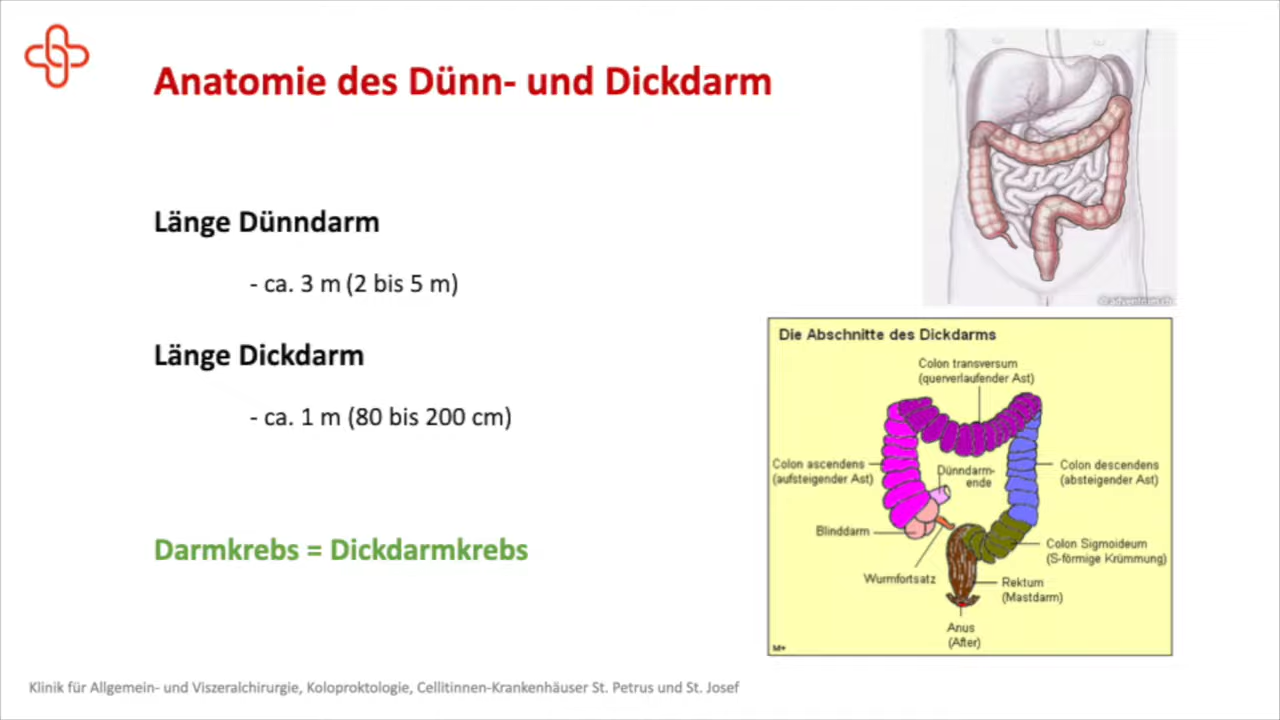 Anatomie des Dünn- und Dickdarm
Länge Dünndarm
- ca. 3 m (2 bis 5 m)
Länge Dickdarm
- ca. 1 m (80 bis 200 cm)
Darmkrebs = Dickdarmkrebs
© adventrum.ch
Die Abschnitte des Dickdarms
Colon transversum
(querverlaufender Ast)
Colon ascendens
(aufsteigender Ast)
Dünndarm-
ende
Colon descendens
(absteigender Ast)
Blinddarm
Colon Sigmoideum
(S-förmige Krümmung)
Wurmfortsatz
Rektum
(Mastdarm)
Anus
(After)
M+
Klinik für Allgemein- und Viszeralchirurgie, Koloproktologie, Cellitinnen-Krankenhäuser St. Petrus und St. Josef